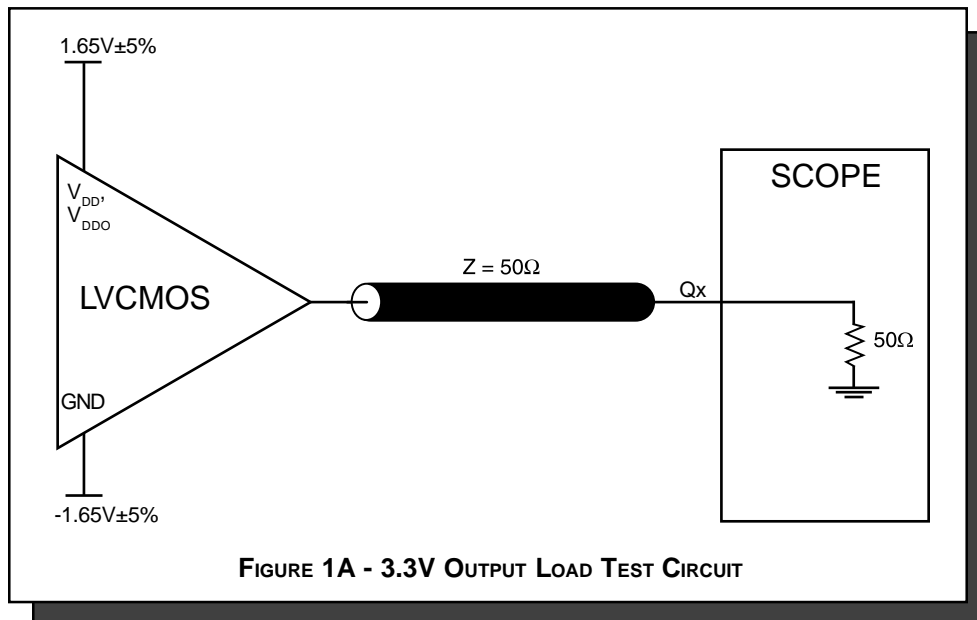 1.65V±5%
VDD,
VDDO
LVCMOS
GND
-1.65V±5%
Z = 50Ω
Qx
SCOPE
50Ω
FIGURE 1A - 3.3V OUTPUT LOAD TEST CIRCUIT